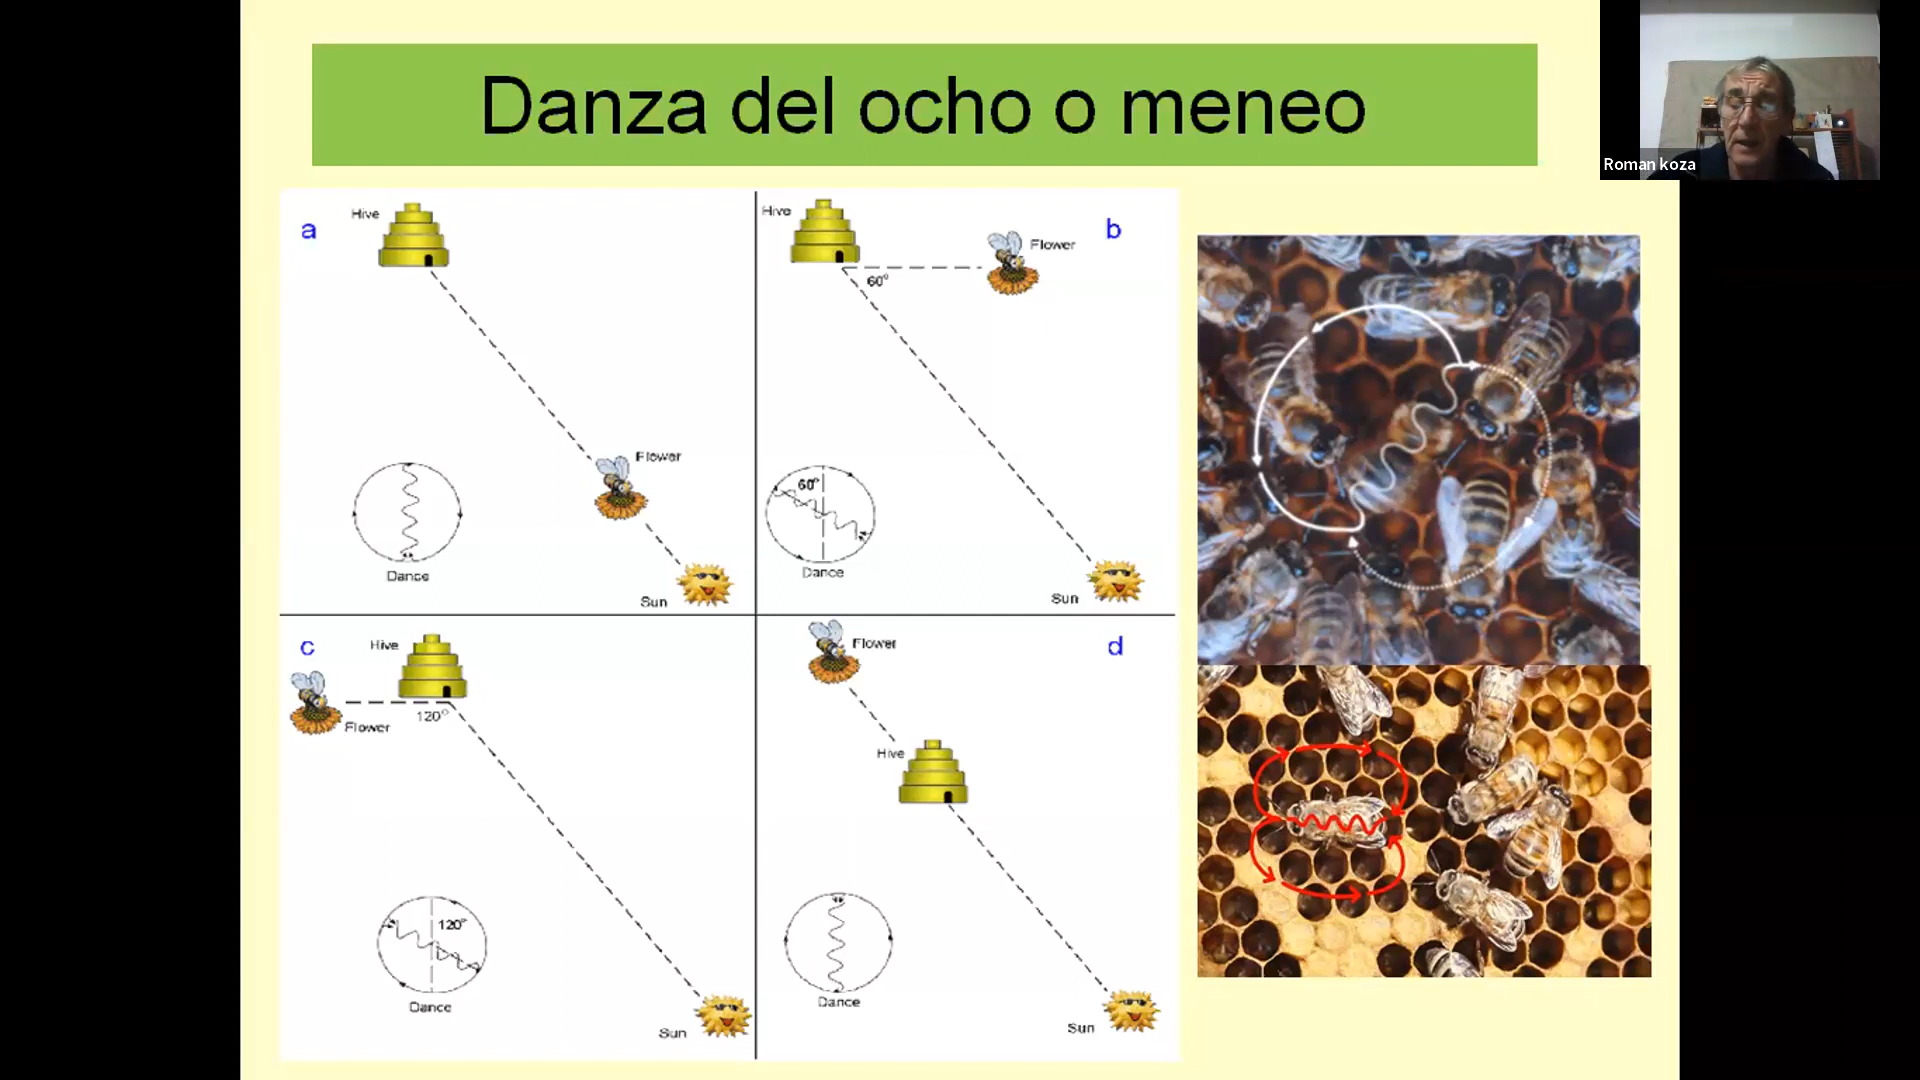 Danza del ocho o meneo
Roman koza
a
Hive
Flower
Dance
Sun
Hive
b
Flower
60°
60°
Dance
Sun
c
Hive
Flower
120°
120°
Dance
Sun
Flower
d
Hive
Dance
Sun